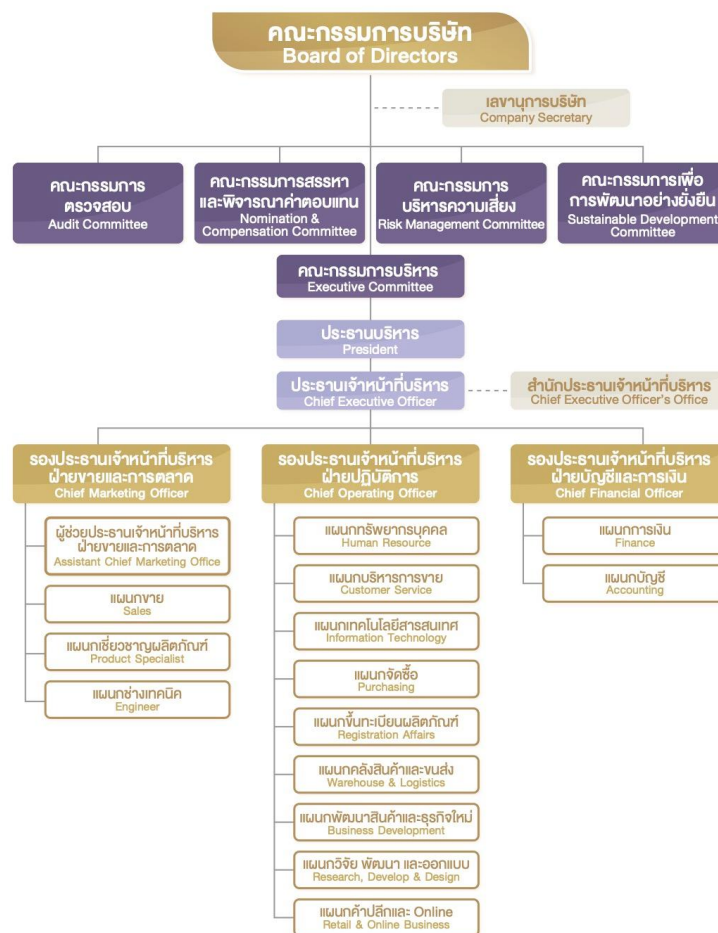 คณะกรรมการบริษัท
Board of Directors
เลขานุการบริษัท
Company Secretary
คณะกรรมการ
ตรวจสอบ
Audit Committee
คณะกรรมการสรรหา
และพิจารณาค่าตอบแทน
Nomination &
Compensation Committee
คณะกรรมการ
บริหารความเสี่ยง
Risk Management Committee
คณะกรรมการเพื่อ
การพัฒนาอย่างยั่งยืน
Sustainable Development
Committee
คณะกรรมการบริหาร
Executive Committee
ประธานบริหาร
President
ประธานเจ้าหน้าที่บริหาร
Chief Executive Officer
สำนักประธานเจ้าหน้าที่บริหาร
Chief Executive Officer's Office
รองประธานเจ้าหน้าที่บริหาร
ฝ่ายขายและการตลาด
Chief Marketing Officer
ผู้ช่วยประธานเจ้าหน้าที่บริหาร
ฝ่ายขายและการตลาด
Assistant Chief Marketing Office
แผนกขาย
Sales
แผนกเชี่ยวชาญผลิตภัณฑ์
Product Specialist
แผนกช่างเทคนิค
Engineer
รองประธานเจ้าหน้าที่บริหาร
ฝ่ายปฏิบัติการ
Chief Operating Officer
แผนกทรัพยากรบุคคล
Human Resource
แผนกบริหารการขาย
Customer Service
แผนกเทคโนโลยีสารสนเทศ
Information Technology
แผนกจัดซื้อ
Purchasing
แผนกขึ้นทะเบียนผลิตภัณฑ์
Registration Affairs
แผนกคลังสินค้าและขนส่ง
Warehouse & Logistics
แผนกพัฒนาสินค้าและธุรกิจใหม่
Business Development
แผนกวิจัย พัฒนา และออกแบบ
Research, Develop & Design
แผนกค้าปลีกและ Online
Retail & Online Business
รองประธานเจ้าหน้าที่บริหาร
ฝ่ายบัญชีและการเงิน
Chief Financial Officer
แผนกการเงิน
Finance
แผนกบัญชี
Accounting